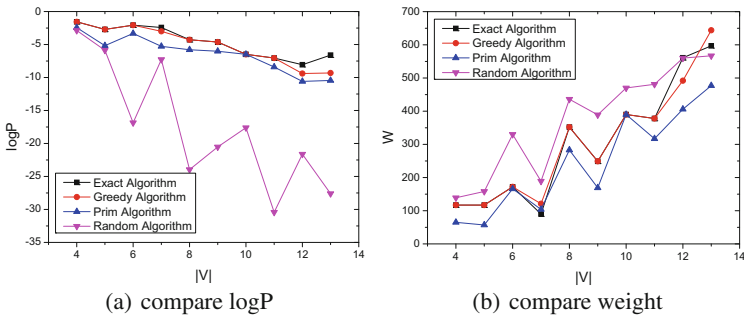 0
-5
-10
-15
-20
-25
-30
-35
logP
4 6 8 10 12 14
|V|
Exact Algorithm
Greedy Algorithm
Prim Algorithm
Random Algorithm
(a) compare logP
700
600
500
400
300
200
100
0
W
4 6 8 10 12 14
|V|
Exact Algorithm
Greedy Algorithm
Prim Algorithm
Random Algorithm
(b) compare weight